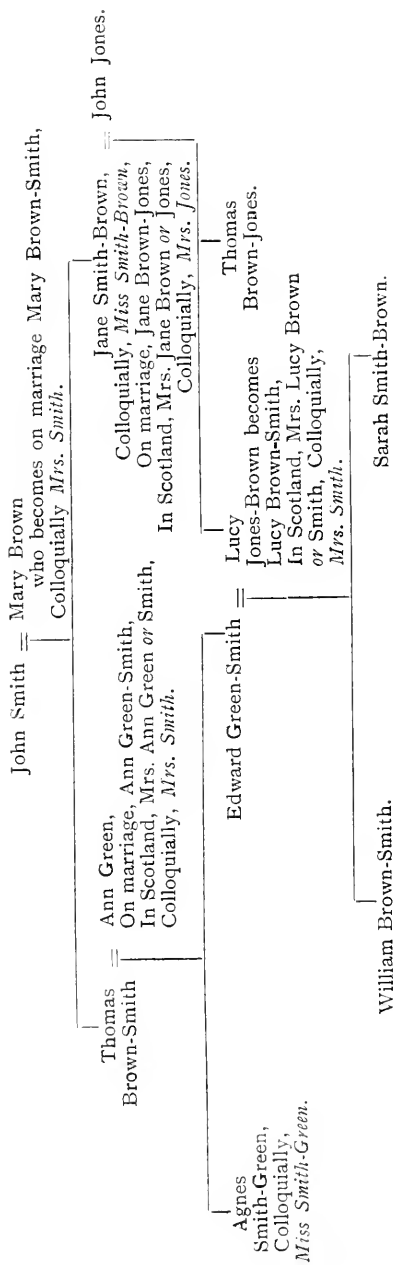 John Smith = Mary Brown
who becomes on marriage Mary Brown-Smith,
Colloquially Mrs. Smith.
Thomas
Brown-Smith
=
Ann Green,
On marriage, Ann Green-Smith,
In Scotland, Mrs. Ann Green or Smith,
Colloquially, Mrs. Smith.
Jane Smith-Brown,
Colloquially, Miss Smith-Brown,
On marriage, Jane Brown-Jones,
In Scotland, Mrs. Jane Brown or Jones,
Colloquially, Mrs. Jones.
= John Jones.
Agnes
Smith-Green,
Colloquially,
Miss Smith-Green.
Edward Green-Smith =
Lucy
Jones-Brown becomes
Lucy Brown-Smith,
In Scotland, Mrs. Lucy Brown
or Smith, Colloquially,
Mrs. Smith.
Thomas
Brown-Jones.
William Brown-Smith.
Sarah Smith-Brown.